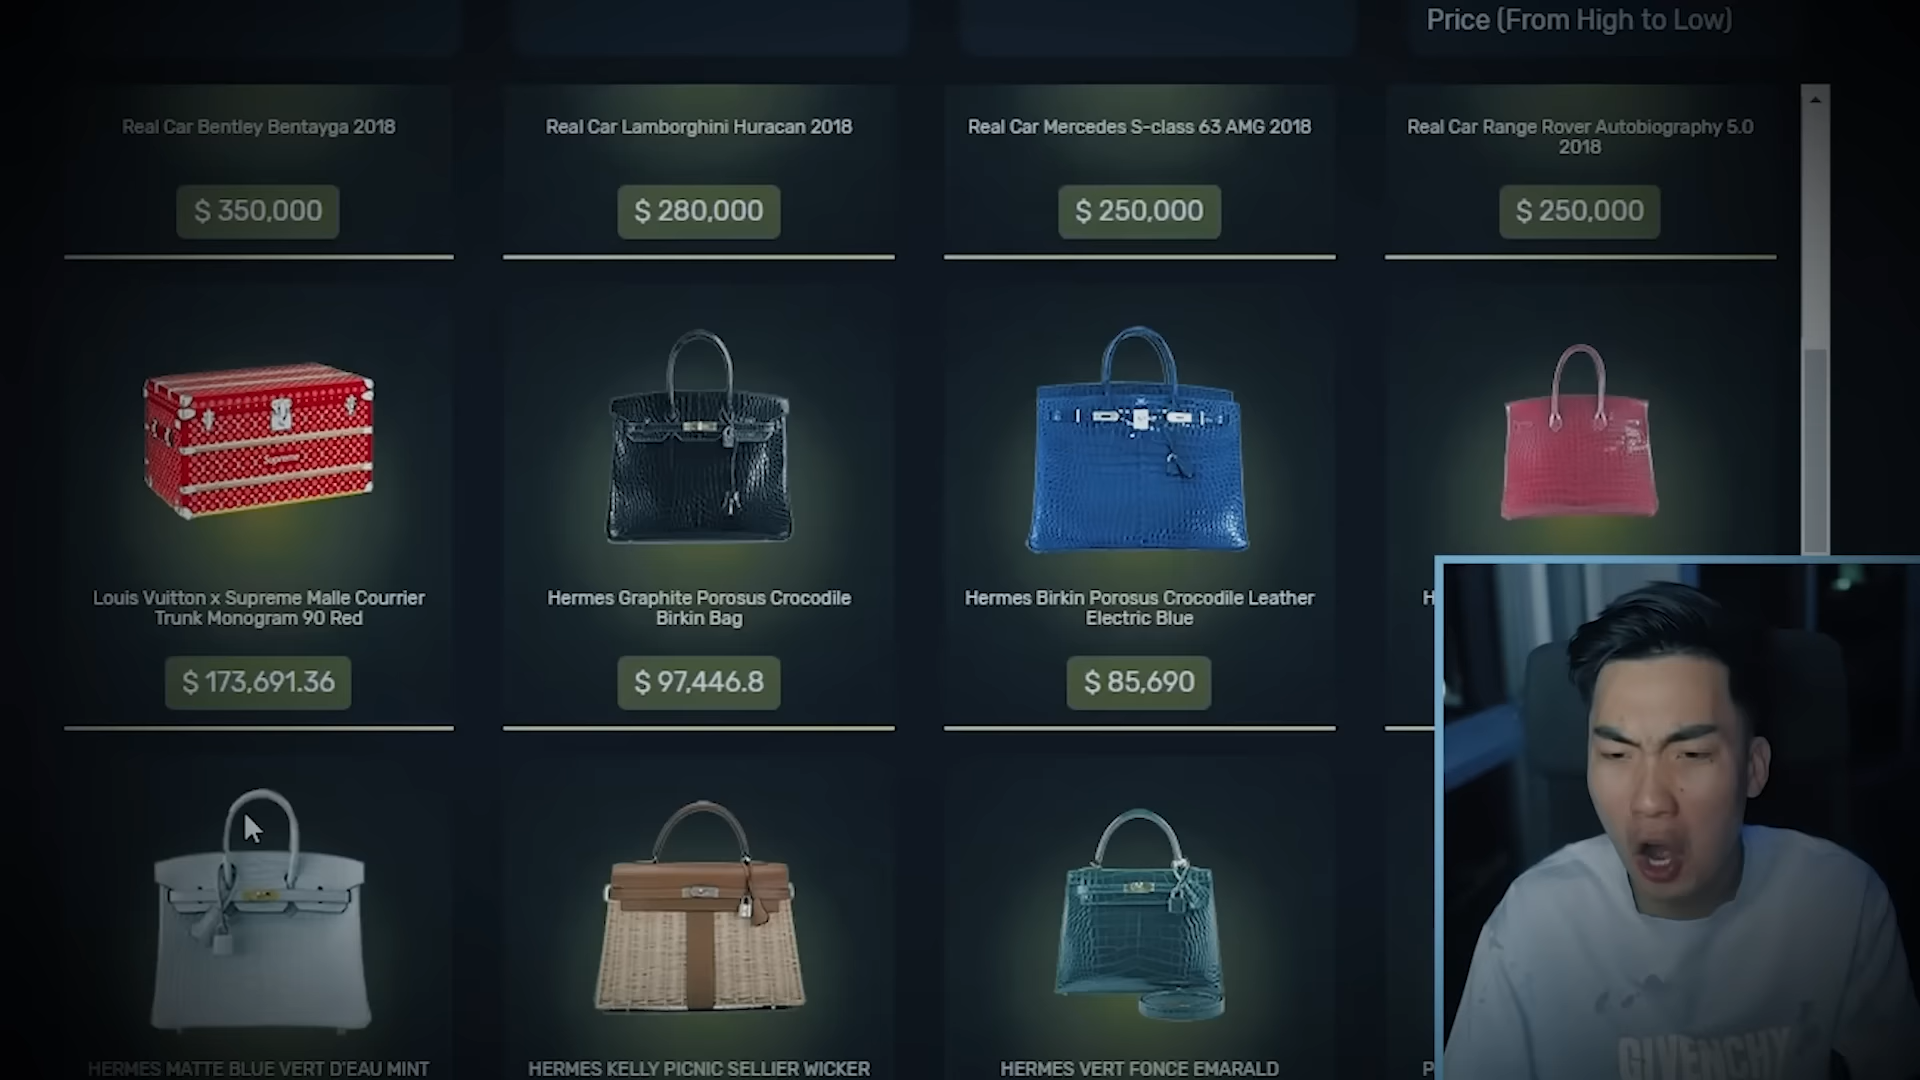 Price (From High to Low)
Real Car Bentley Bentayga 2018
Real Car Lamborghini Huracan 2018
Real Car Mercedes S-class 63 AMG 2018
Real Car Range Rover Autobiography 5.0
2018
$ 350,000
$ 280,000
$ 250,000
$ 250,000
Supreme
Louis Vuitton x Supreme Malle Courrier
Trunk Monogram 90 Red
Hermes Graphite Porosus Crocodile
Birkin Bag
Hermes Birkin Porosus Crocodile Leather
Electric Blue
H
$ 173,691.36
$ 97,446.8
$ 85,690
HERMES MATTE BLUE VERT D'EAU MINT
HERMES KELLY PICNIC SELLIER WICKER
HERMES VERT FONCE EMARALD
P
GIVENCHY